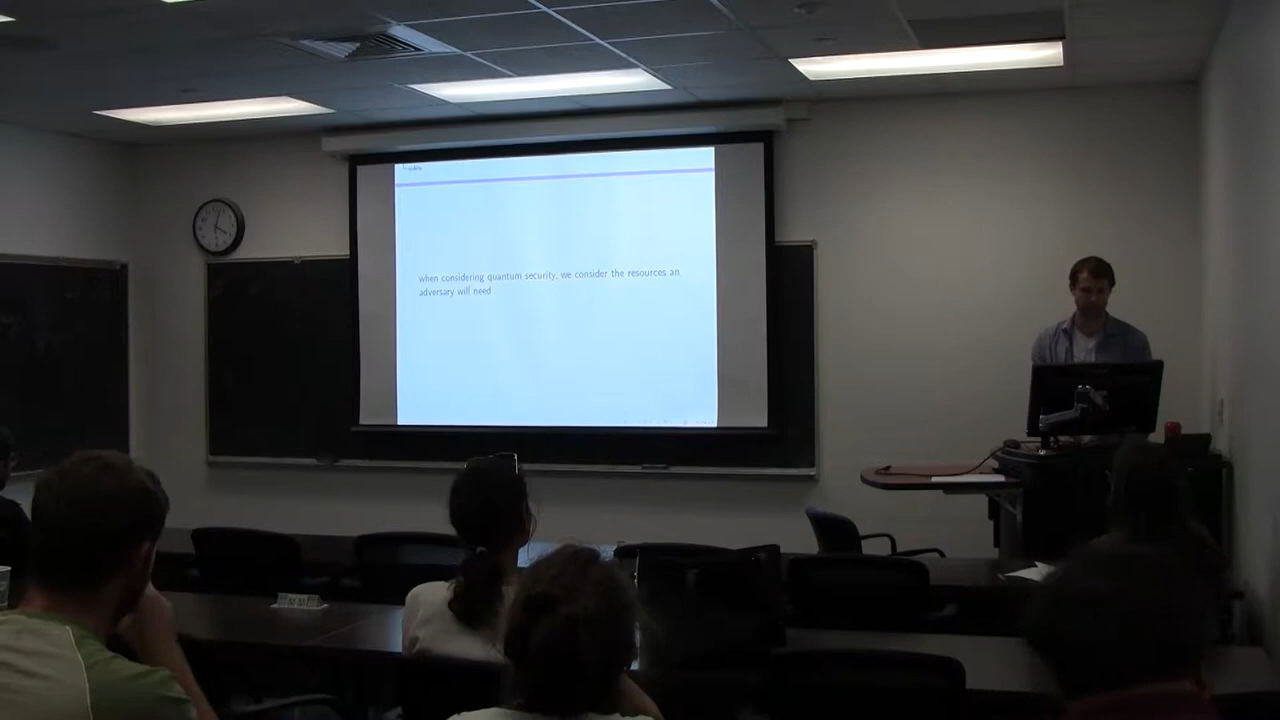 when considering quantum security, we consider the resources an
adversary will need